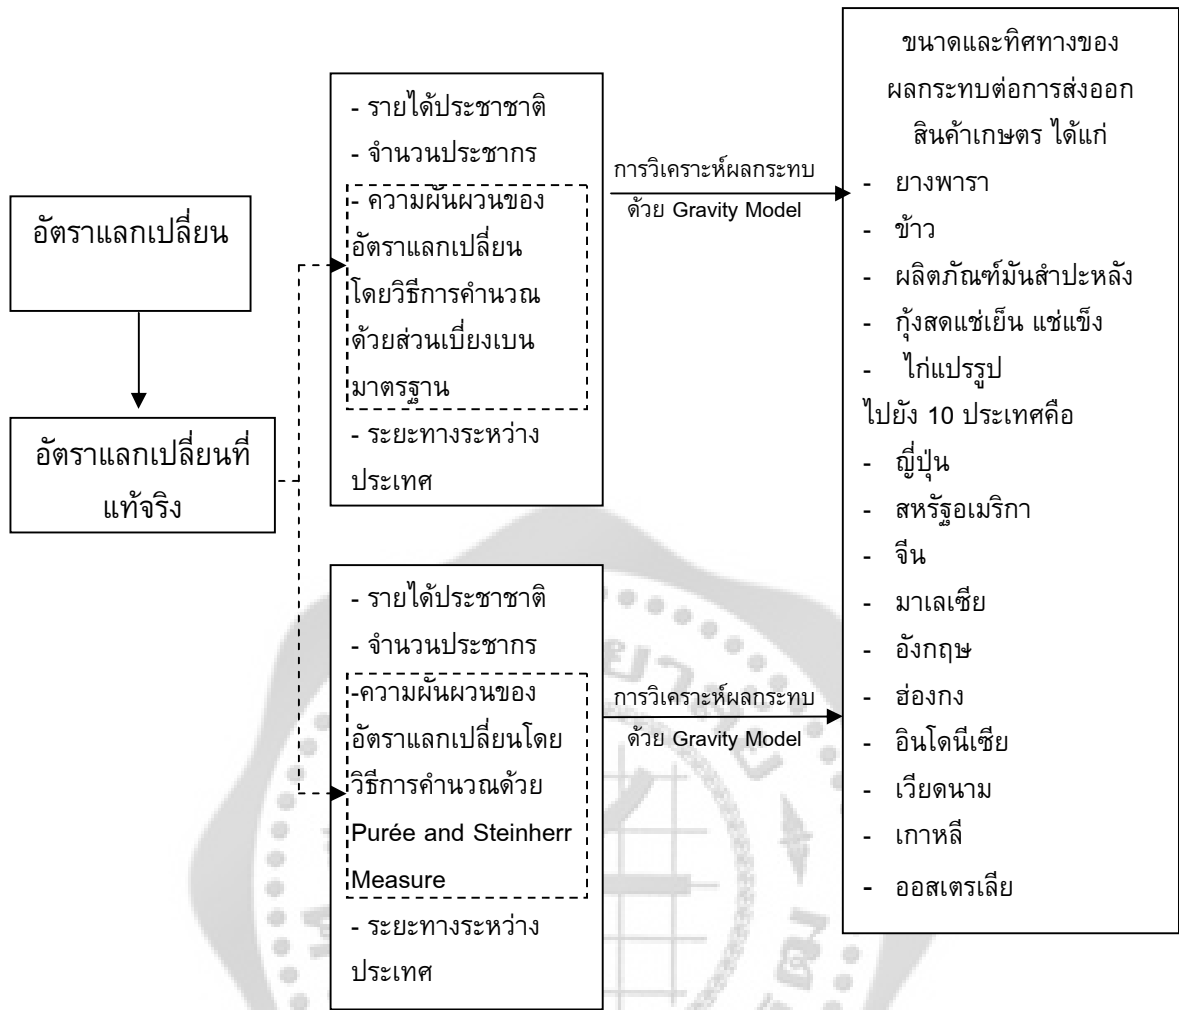 อัตราแลกเปลี่ยน
อัตราแลกเปลี่ยนที่
แท้จริง
- รายได้ประชาชาติ
- จำนวนประชากร
- ความผันผวนของ
อัตราแลกเปลี่ยน
โดยวิธีการคำนวณ
ด้วยส่วนเบี่ยงเบน
มาตรฐาน
- ระยะทางระหว่าง
ประเทศ
การวิเคราะห์ผลกระทบ
ด้วย Gravity Model
- รายได้ประชาชาติ
- จำนวนประชากร
-ความผันผวนของ
อัตราแลกเปลี่ยนโดย
วิธีการคำนวณด้วย
Purée and Steinherr
Measure
- ระยะทางระหว่าง
ประเทศ
การวิเคราะห์ผลกระทบ
ด้วย Gravity Model
ขนาดและทิศทางของ
ผลกระทบต่อการส่งออก
สินค้าเกษตร ได้แก่
- ยางพารา
- ข้าว
- ผลิตภัณฑ์มันสำปะหลัง
- กุ้งสดแช่เย็น แช่แข็ง
- ไก่แปรรูป
ไปยัง 10 ประเทศคือ
- ญี่ปุ่น
- สหรัฐอเมริกา
- จีน
- มาเลเซีย
- อังกฤษ
- ฮ่องกง
- อินโดนีเซีย
- เวียดนาม
- เกาหลี
- ออสเตรเลีย